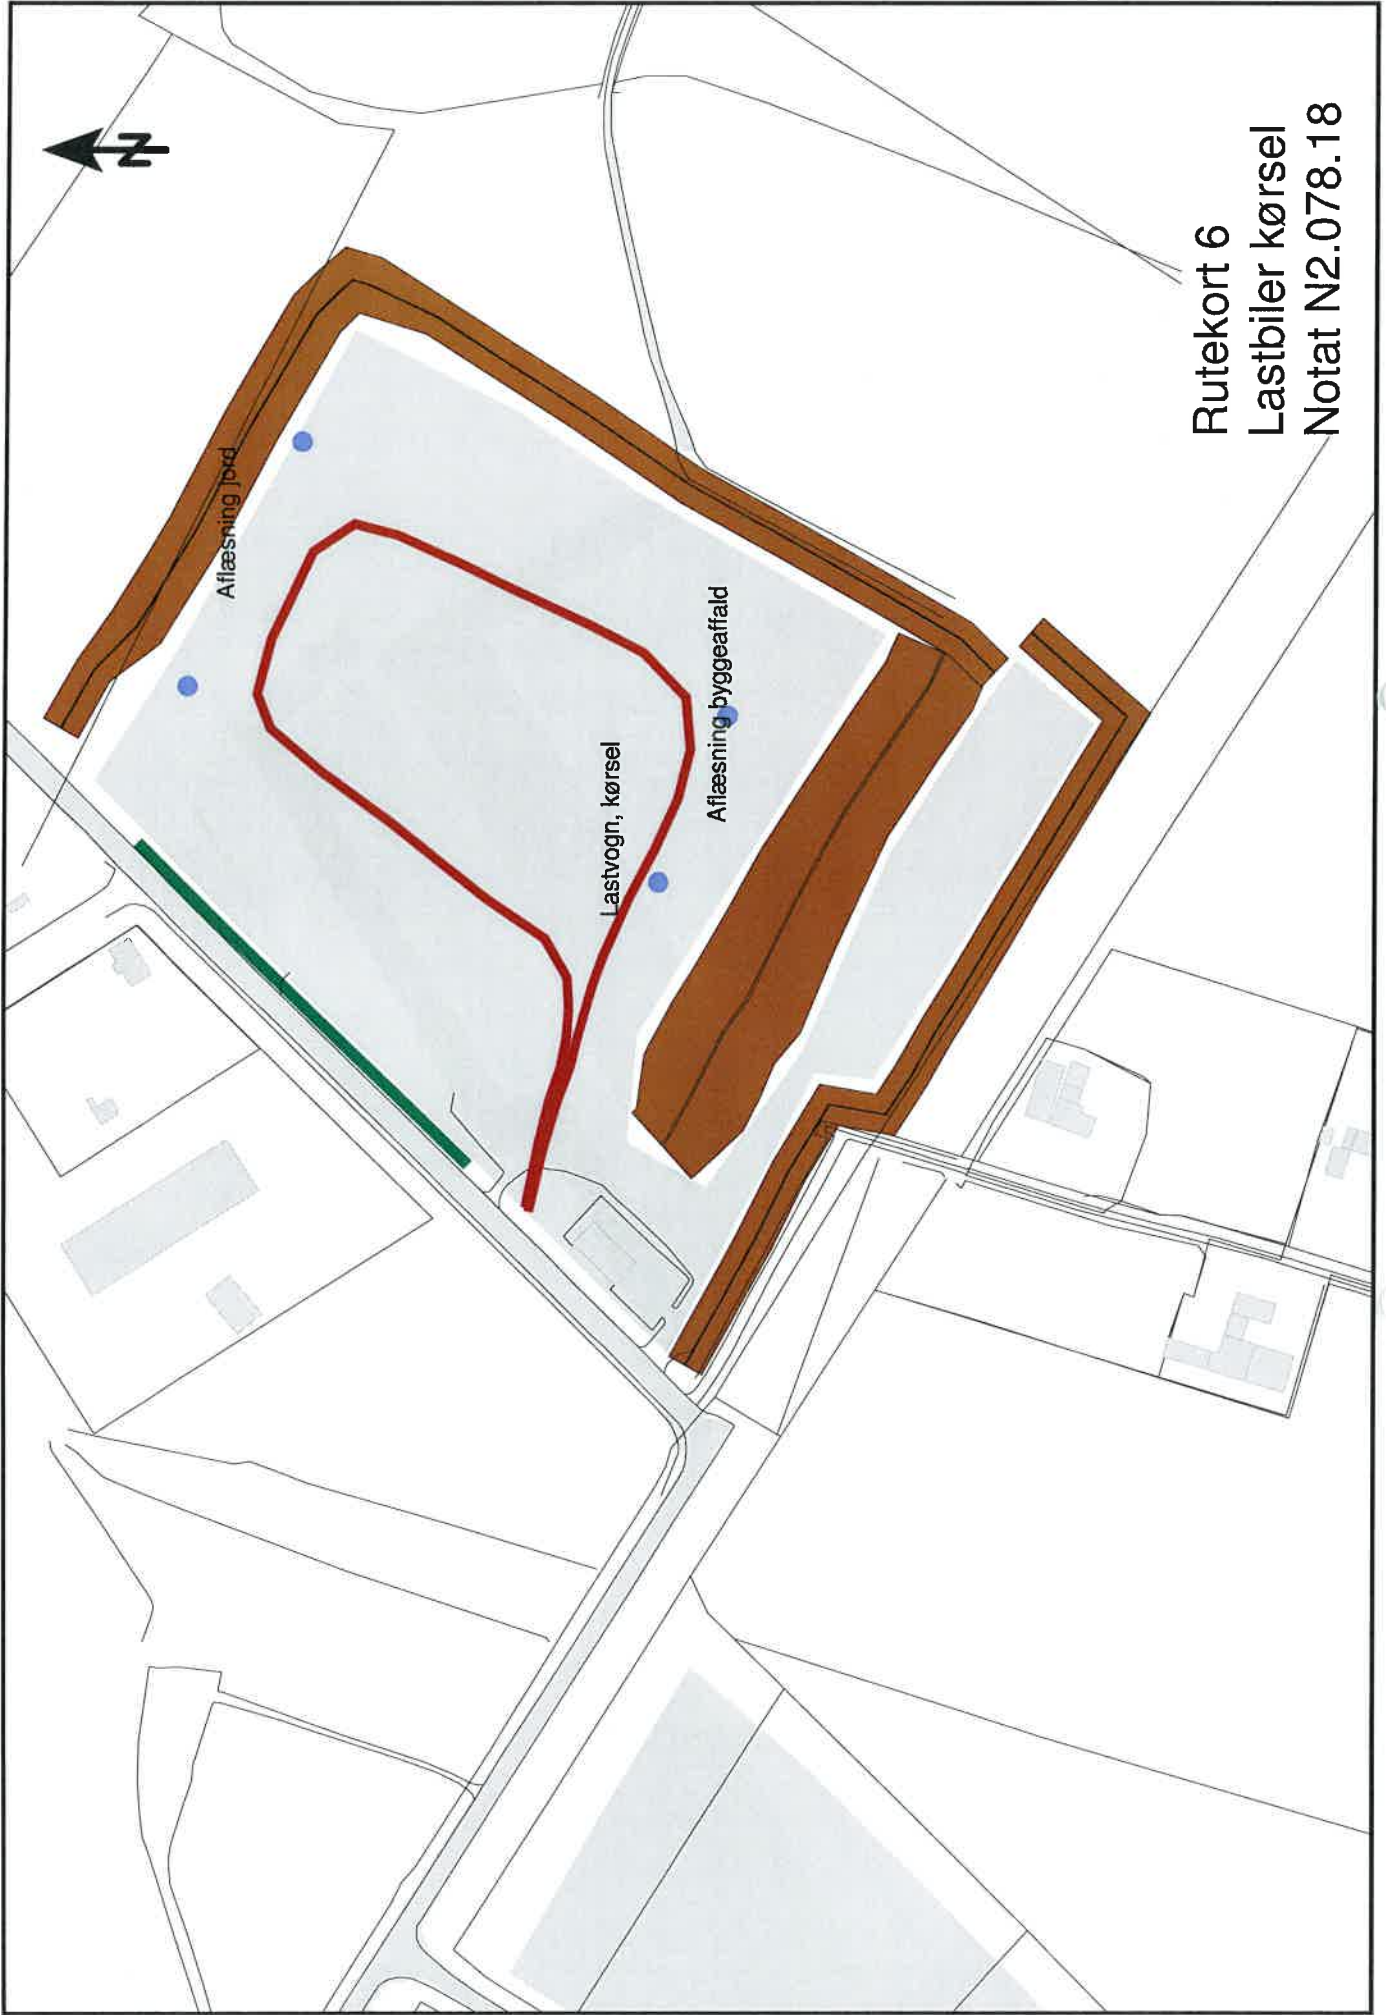 N
Aflæsning jord
Lastvogn, kørsel
Aflæsning byggeaffald
Rutekort 6
Lastbiler kørsel
Notat N2.078.18